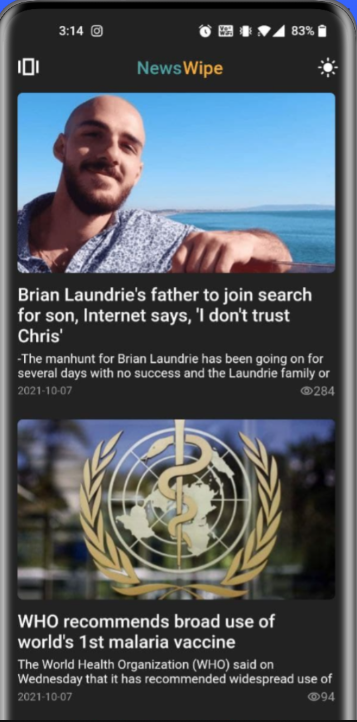 3:14
83%
NewsWipe
Brian Laundrie's father to join search
for son, Internet says, 'I don't trust
Chris'
-The manhunt for Brian Laundrie has been going on for
several days with no success and the Laundrie family or
2021-10-07
284
WHO recommends broad use of
world's 1st malaria vaccine
The World Health Organization (WHO) said on
Wednesday that it has recommended widespread use of
2021-10-07
94